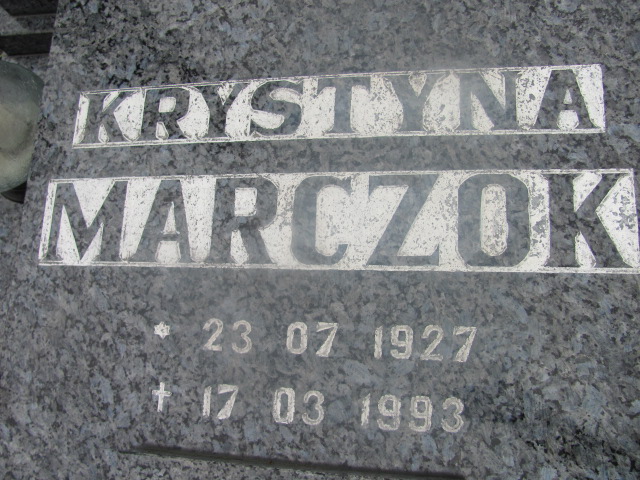 KRYSTYNA
MARCZOK
* 23 07 1927
✝ 17 03 1993